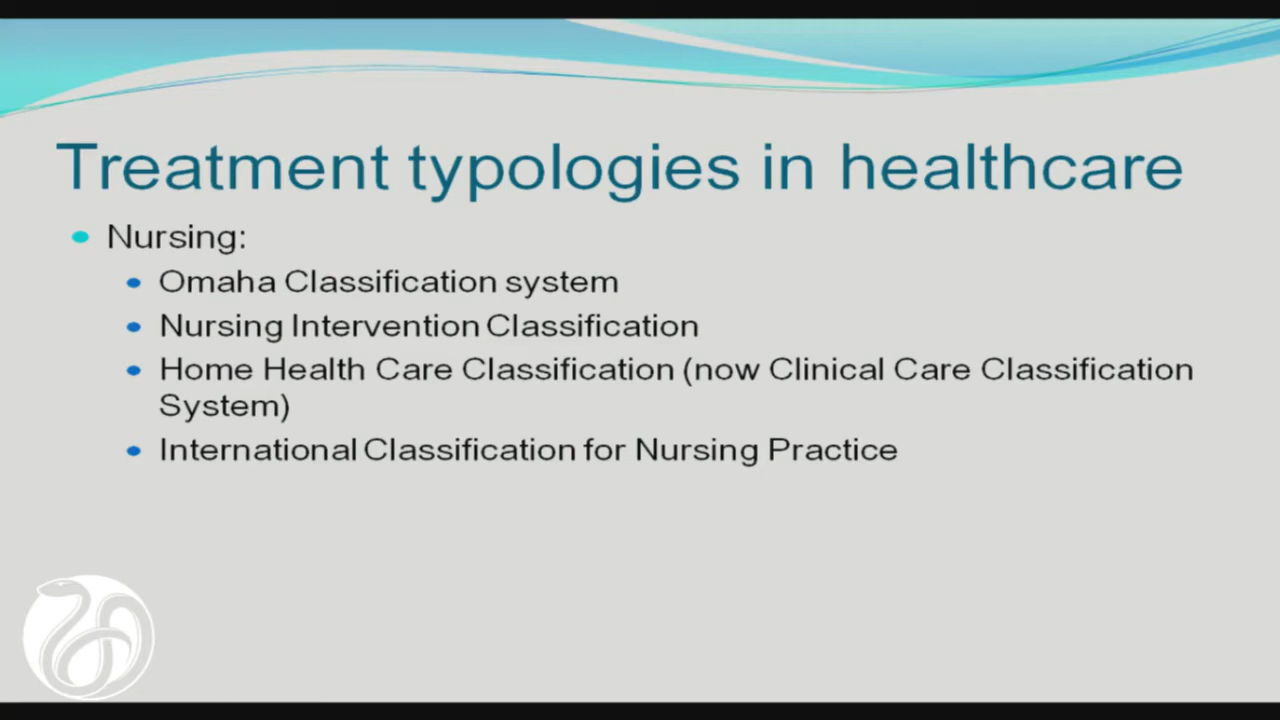 Treatment typologies in healthcare
Nursing:
Omaha Classification system
Nursing Intervention Classification
Home Health Care Classification (now Clinical Care Classification
System)
International Classification for Nursing Practice